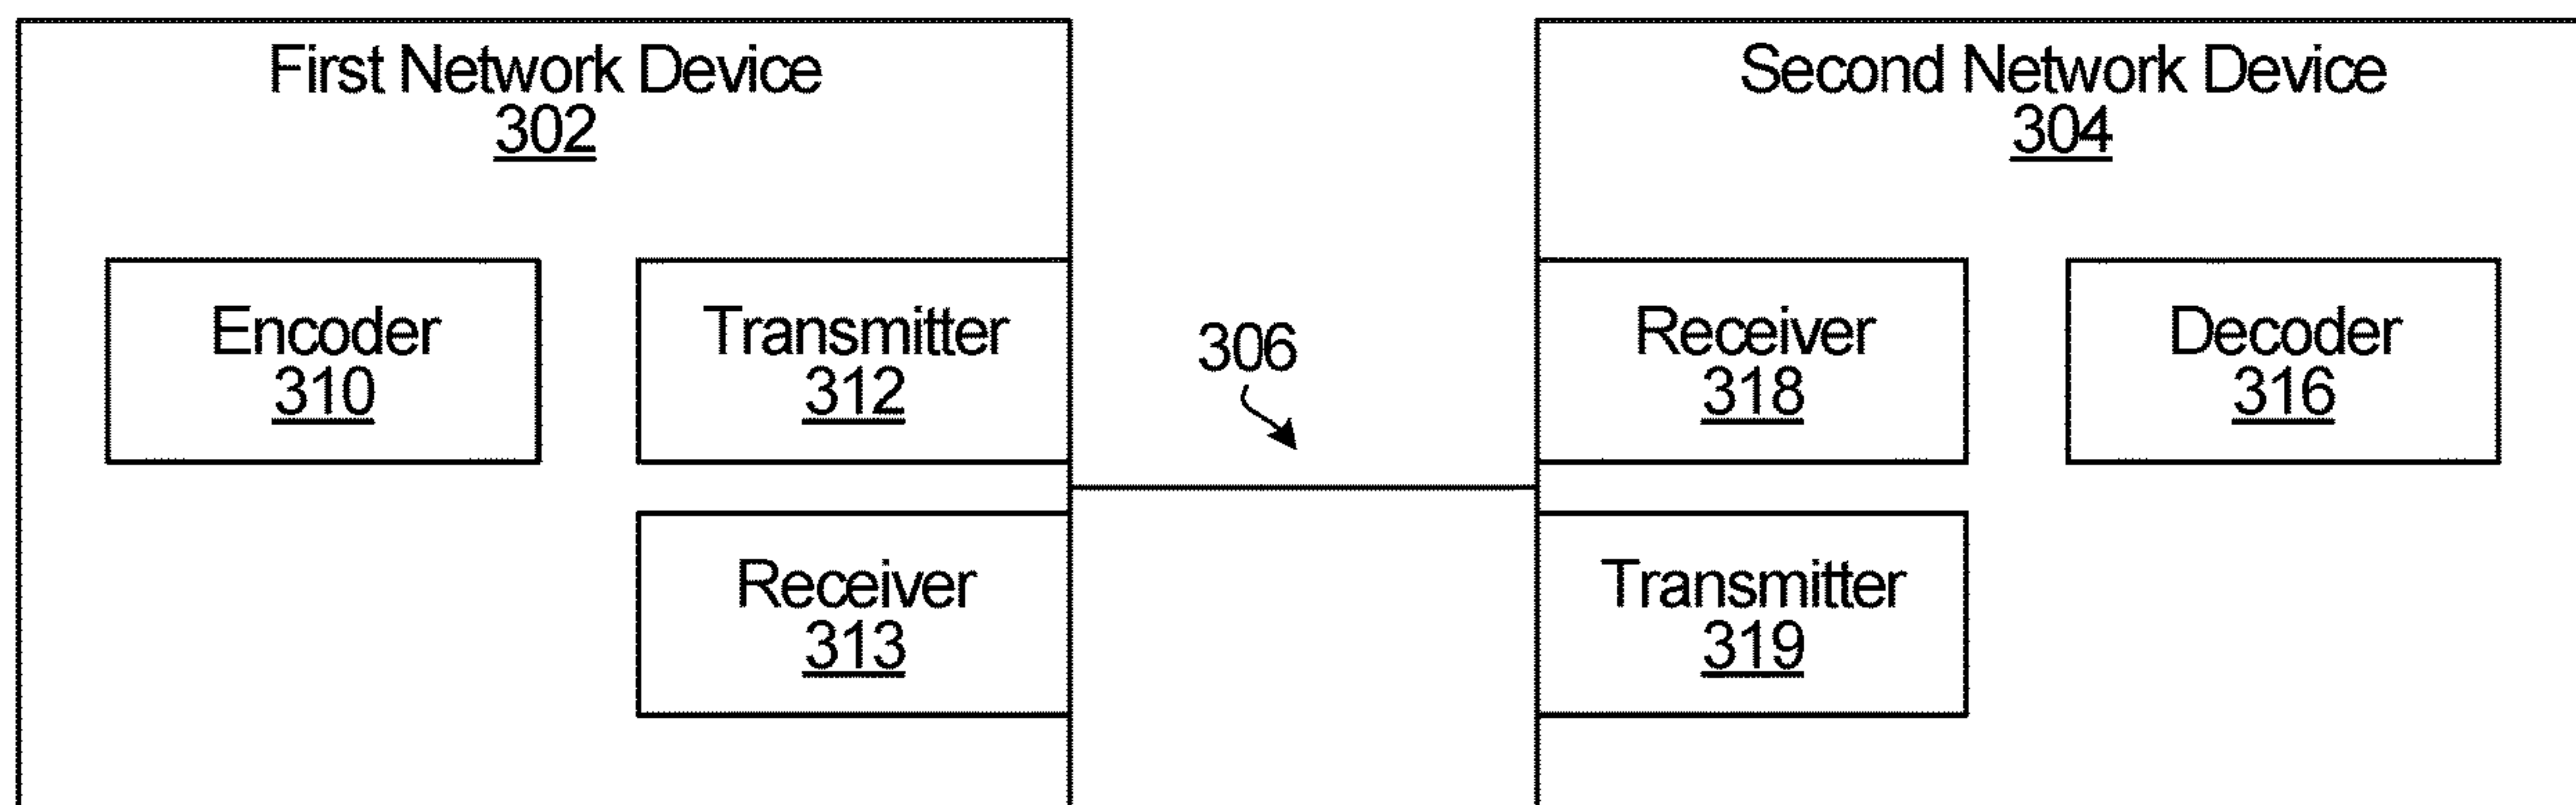 First Network Device
302
Encoder
310
Transmitter
312
Receiver
313
306
Second Network Device
304
Receiver
318
Decoder
316
Transmitter
319